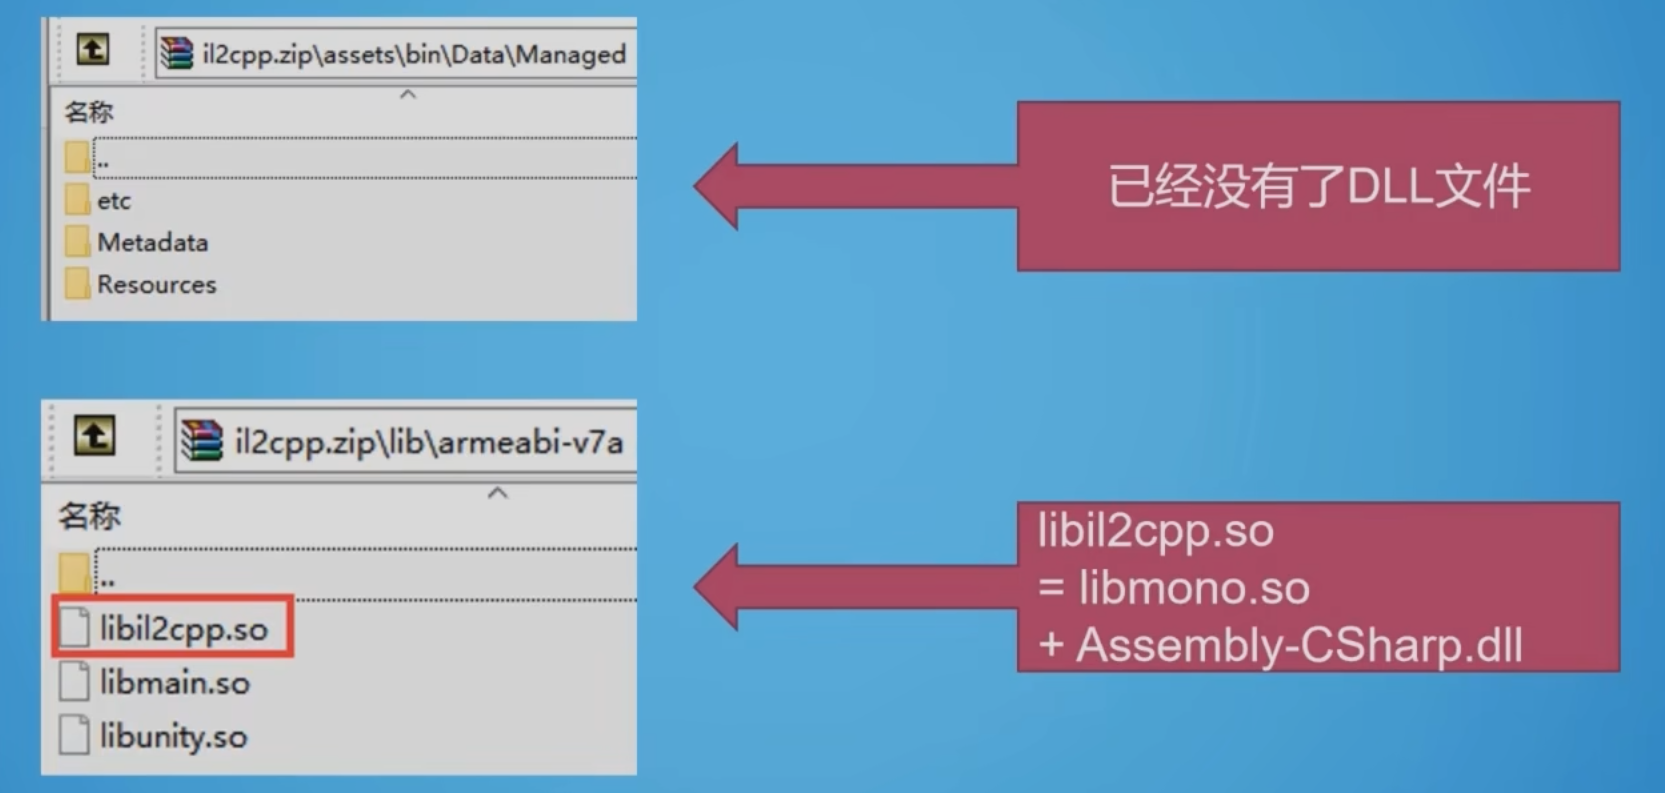 il2cpp.zip\assets\bin\Data\Managed
名称
..
etc
Metadata
Resources
已经没有了DLL文件
il2cpp.zip\lib\armeabi-v7a
名称
..
libil2cpp.so
libmain.so
libunity.so
libil2cpp.so
= libmono.so
+ Assembly-CSharp.dll